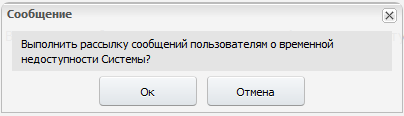 Сообщение
Выполнить рассылку сообщений пользователям о временной
недоступности Системы?
Ок
Отмена